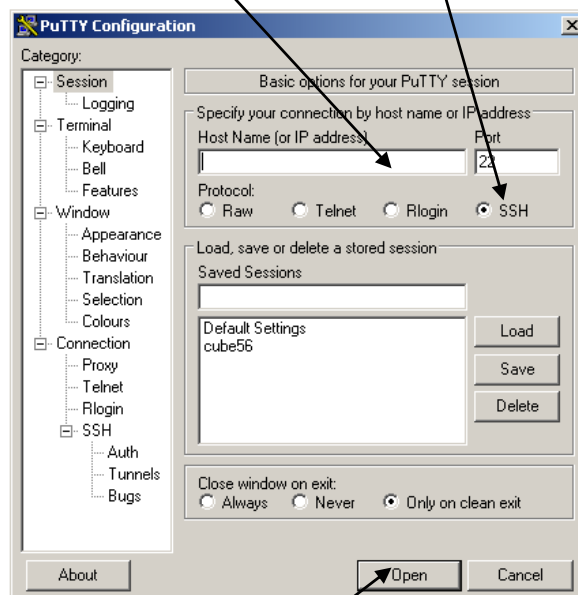 PuTTY Configuration
Category:
Session
Logging
Terminal
Keyboard
Bell
Features
Window
Appearance
Behaviour
Translation
Selection
Colours
Connection
Proxy
Telnet
Rlogin
SSH
Auth
Tunnels
Bugs
Basic options for your PuTTY session
Specify your connection by host name or IP address
Host Name (or IP address) Port
22
Protocol:
Raw Telnet Rlogin SSH
Load, save or delete a stored session
Saved Sessions
Default Settings
cube56
Load
Save
Delete
Close window on exit:
Always Never Only on clean exit
About Open Cancel